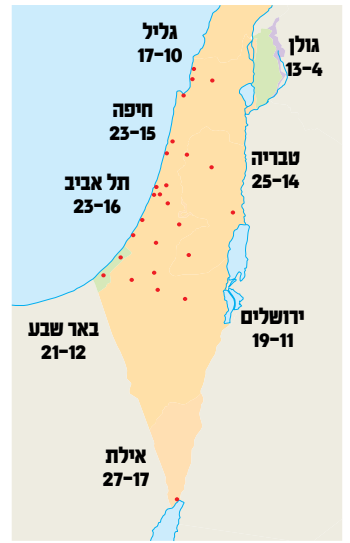 גליל
17-10
גולן
13-4
חיפה
23-15
טבריה
25-14
תל אביב
23-16
ירושלים
19-11
באר שבע
21-12
אילת
27-17